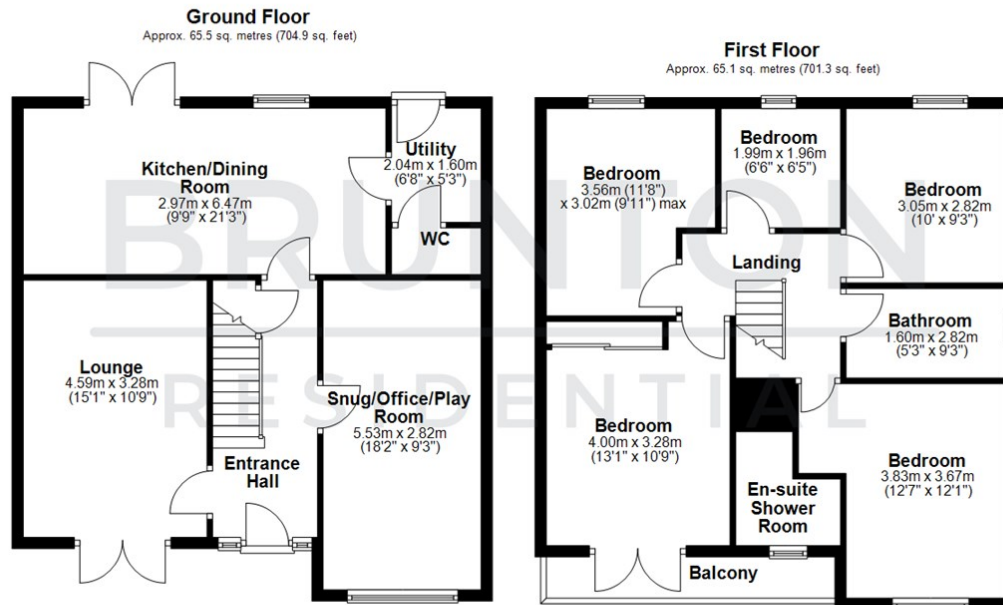 Ground Floor
Approx. 65.5 sq. metres (704.9 sq. feet)
Kitchen/Dining
Room
2.97m x 6.47m
(9'9" x 21'3")
Utility
2.04m x 1.60m
(6'8" x 5'3")
WC
Lounge
4.59m x 3.28m
(15'1" x 10'9")
Snug/Office/Play
Room
5.53m x 2.82m
(18'2" x 9'3")
Entrance
Hall
First Floor
Approx. 65.1 sq. metres (701.3 sq. feet)
Bedroom
3.56m (11'8")
x 3.02m (9'11") max
Bedroom
1.99m x 1.96m
(6'6" x 6'5")
Bedroom
3.05m x 2.82m
(10' x 9'3")
Landing
Bathroom
1.60m x 2.82m
(5'3" x 9'3")
Bedroom
4.00m x 3.28m
(13'1" x 10'9")
Bedroom
3.83m x 3.67m
(12'7" x 12'1")
En-suite
Shower
Room
Balcony
BRUNTON
RESIDENTIAL